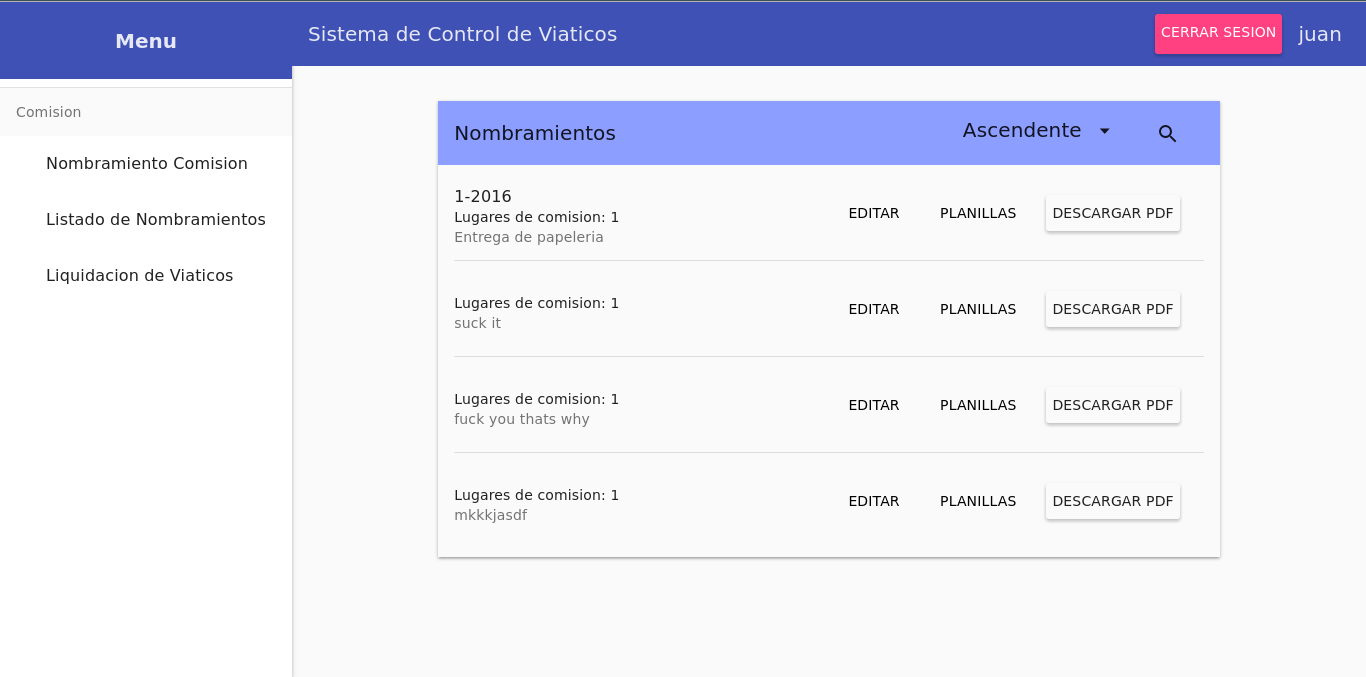 Menu
Sistema de Control de Viaticos
CERRAR SESION
juan
Comision
Nombramiento Comision
Listado de Nombramientos
Liquidacion de Viaticos
Nombramientos
Ascendente
1-2016
Lugares de comision: 1
Entrega de papeleria
EDITAR
PLANILLAS
DESCARGAR PDF
Lugares de comision: 1
suck it
EDITAR
PLANILLAS
DESCARGAR PDF
Lugares de comision: 1
fuck you thats why
EDITAR
PLANILLAS
DESCARGAR PDF
Lugares de comision: 1
mkkkjasdf
EDITAR
PLANILLAS
DESCARGAR PDF